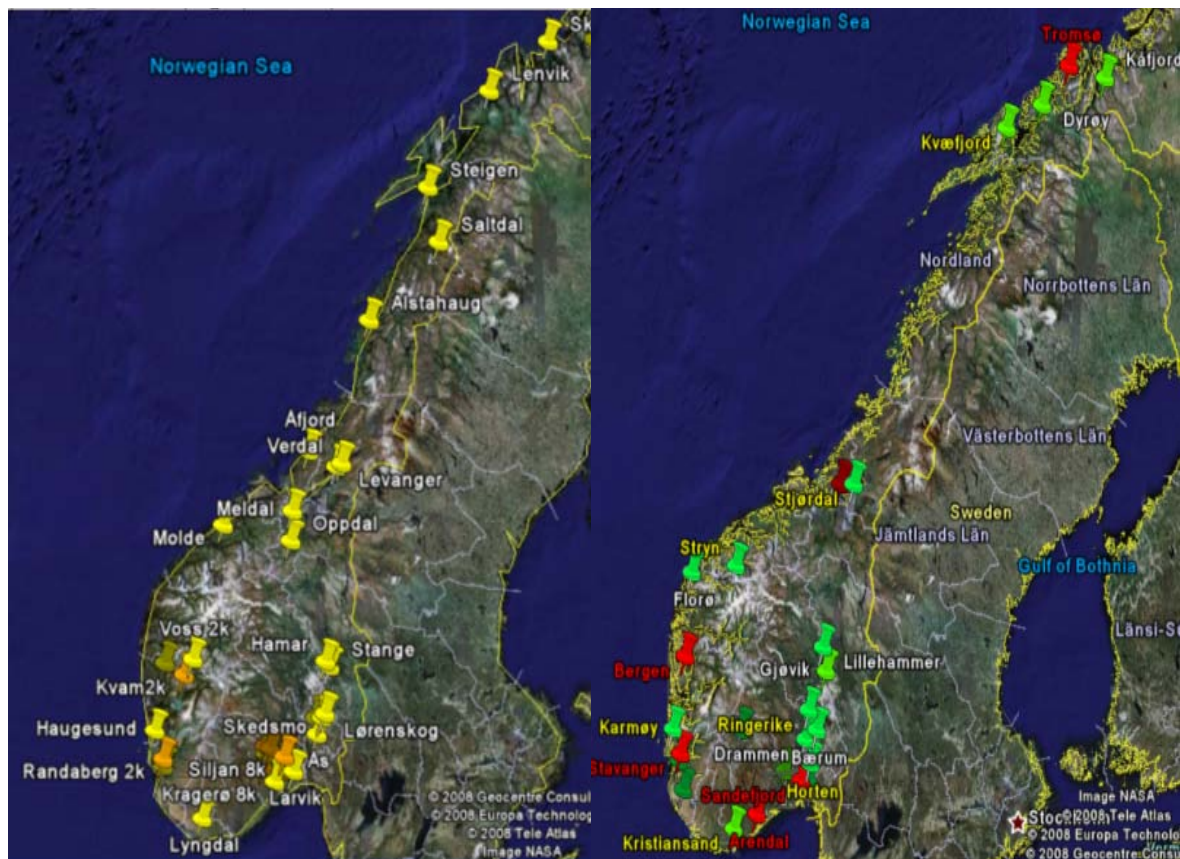 Sk
Norwegian Sea
Lenvik
Steigen
Saltdal
Alstahaug
Åfjord
Verdal
Levanger
Meldal
Oppdal
Molde
Voss 2k
Hamar
Stange
Kvam2k
Haugesund
Skedsmo
Lørenskog
Randaberg 2k
Siljan 8k
Ås
Kragerø 8k
Larvik
Lyngdal
© 2008 Geocentre Consul
© 2008 Europa Technolog
© 2008 Tele Atlas
Image NASA
Norwegian Sea
Tromsø
Kåfjord
Dyrøy
Kvæfjord
Nordland
Norrbottens Län
Västerbottens Län
Stjørdal
Sweden
Jämtlands Län
Stryn
Gulf of Bothnia
Florø
Länsi-Su
Bergen
Gjøvik
Lillehammer
Karmøy
Ringerike
Drammen
Bærum
Stavanger
Sandefjord
Horten
Kristiansand
Arendal
Image NASA
© 2008 Tele Atlas
© 2008 Europa Technolo
© 2008 Geocentre Consu